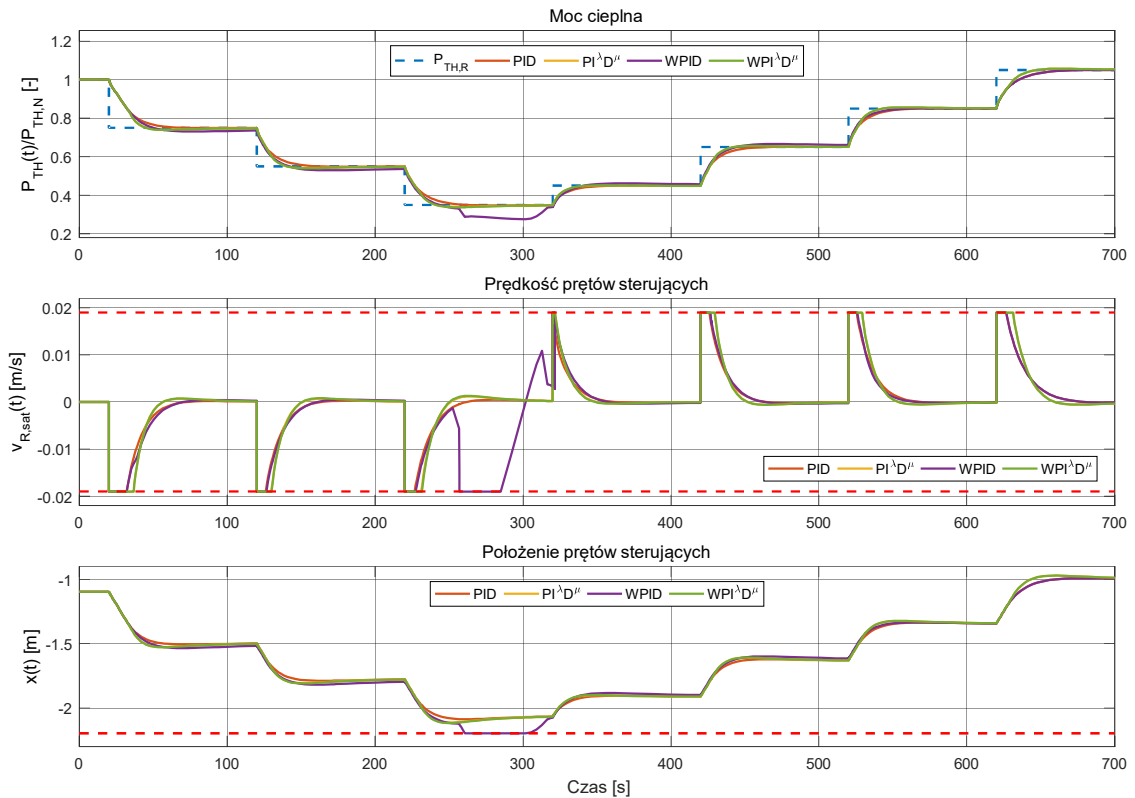 Moc cieplna
P_TH(t)/P_TH,N [-]
1.2
1
0.8
0.6
0.4
0.2
P_TH,R PID PI^λD^μ WPID WPI^λD^μ
0 100 200 300 400 500 600 700
Prędkość prętów sterujących
v_R,sat(t) [m/s]
0.02
0.01
0
-0.01
-0.02
PID PI^λD^μ WPID WPI^λD^μ
0 100 200 300 400 500 600 700
Położenie prętów sterujących
x(t) [m]
-1
-1.5
-2
PID PI^λD^μ WPID WPI^λD^μ
0 100 200 300 400 500 600 700
Czas [s]